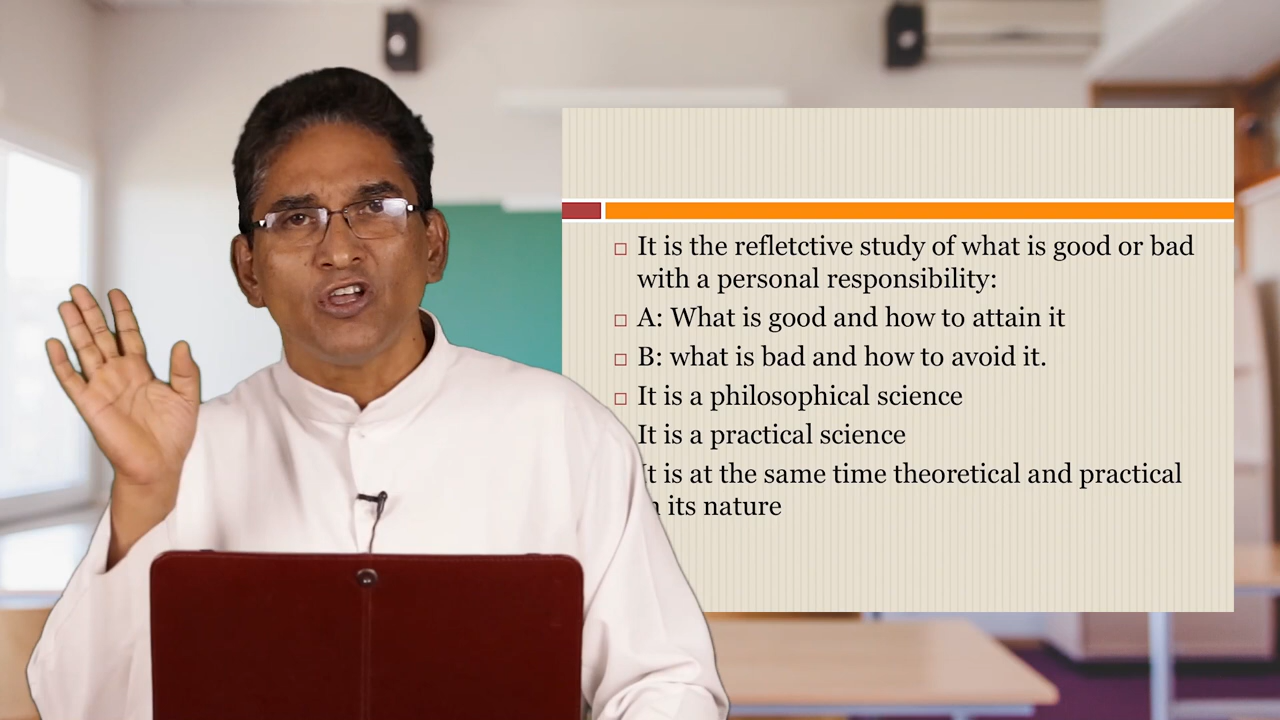 It is the refletctive study of what is good or bad
with a personal responsibility:
A: What is good and how to attain it
B: what is bad and how to avoid it.
It is a philosophical science
It is a practical science
It is at the same time theoretical and practical
its nature